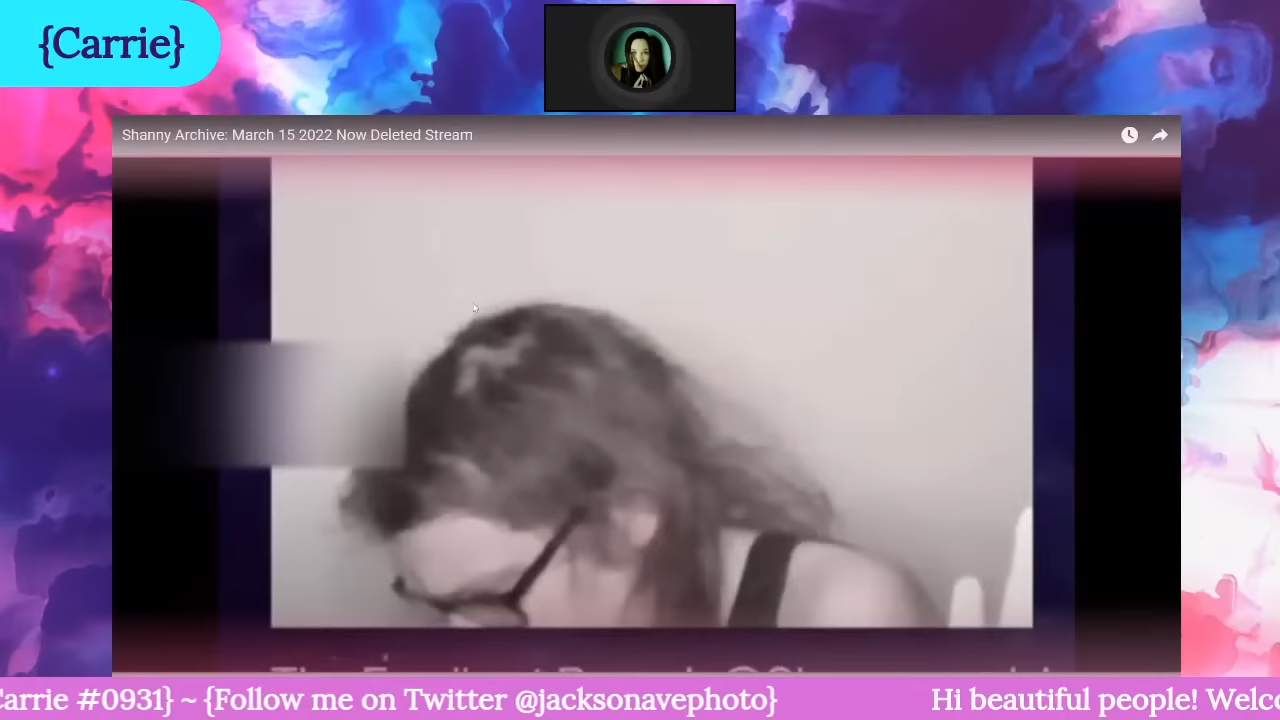 {Carrie}
Shanny Archive: March 15 2022 Now Deleted Stream
Carrie #0931} ~ {Follow me on Twitter @jacksonavephoto}
Hi beautiful people! Welco